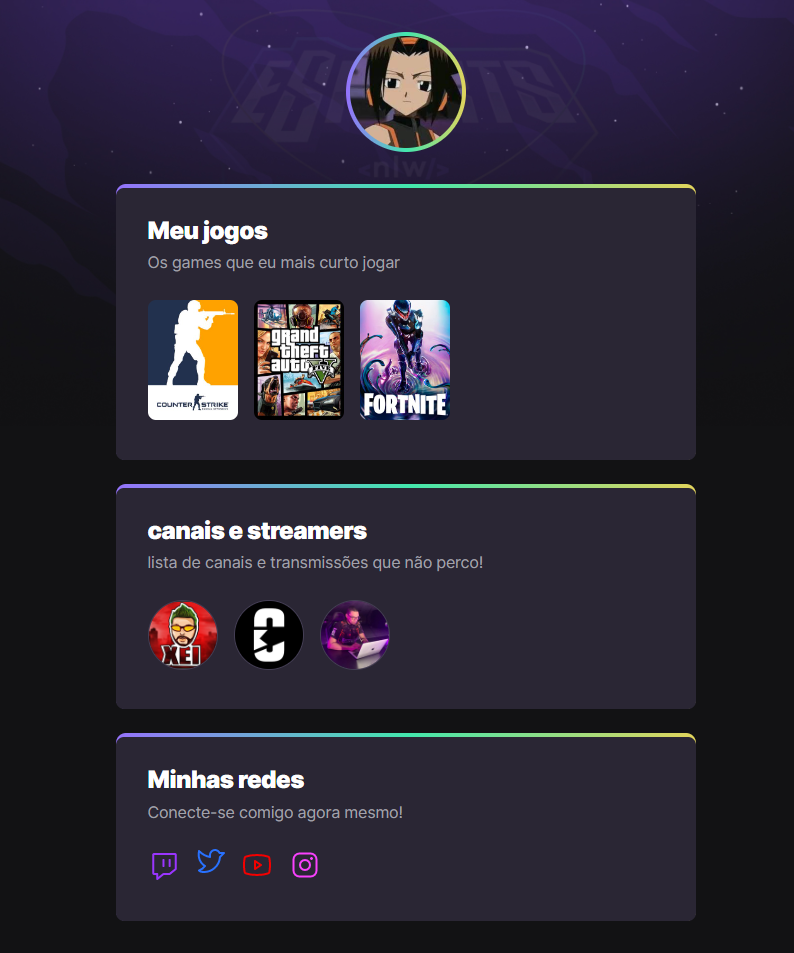 ESPORTS
<nlw/>
Meu jogos
Os games que eu mais curto jogar
COUNTER STRIKE
grand
theft
auto V
FIVE
FORTNITE
canais e streamers
lista de canais e transmissões que não perco!
XEI
Minhas redes
Conecte-se comigo agora mesmo!